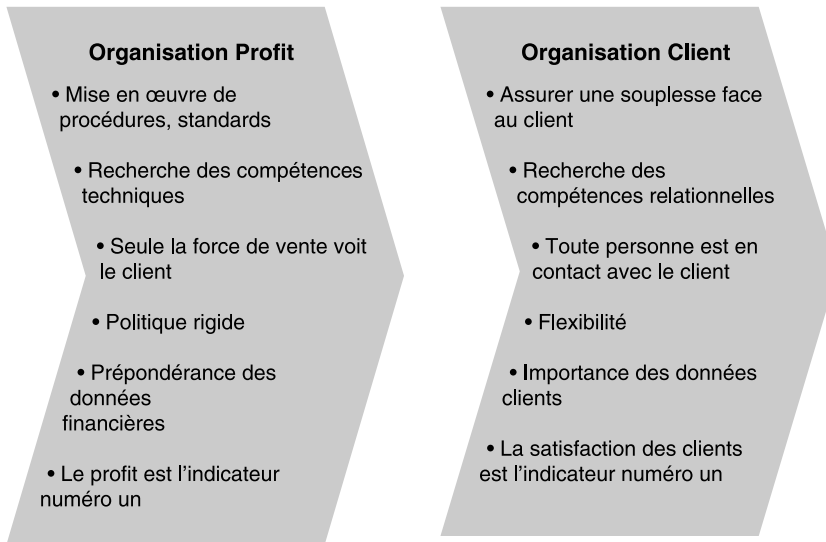 Organisation Profit
• Mise en œuvre de
procédures, standards
• Recherche des compétences
techniques
• Seule la force de vente voit
le client
• Politique rigide
• Prépondérance des
données
financières
• Le profit est l'indicateur
numéro un
Organisation Client
• Assurer une souplesse face
au client
• Recherche des
compétences relationnelles
• Toute personne est en
contact avec le client
• Flexibilité
• Importance des données
clients
• La satisfaction des clients
est l'indicateur numéro un